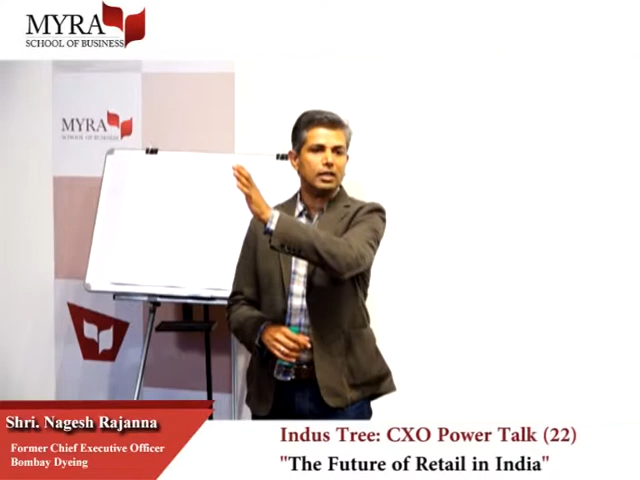 MYRA
SCHOOL OF BUSINESS
MYRA
SCHOOL OF BUSINESS
Shri. Nagesh Rajanna
Former Chief Executive Officer
Bombay Dyeing
Indus Tree: CXO Power Talk (22)
"The Future of Retail in India"